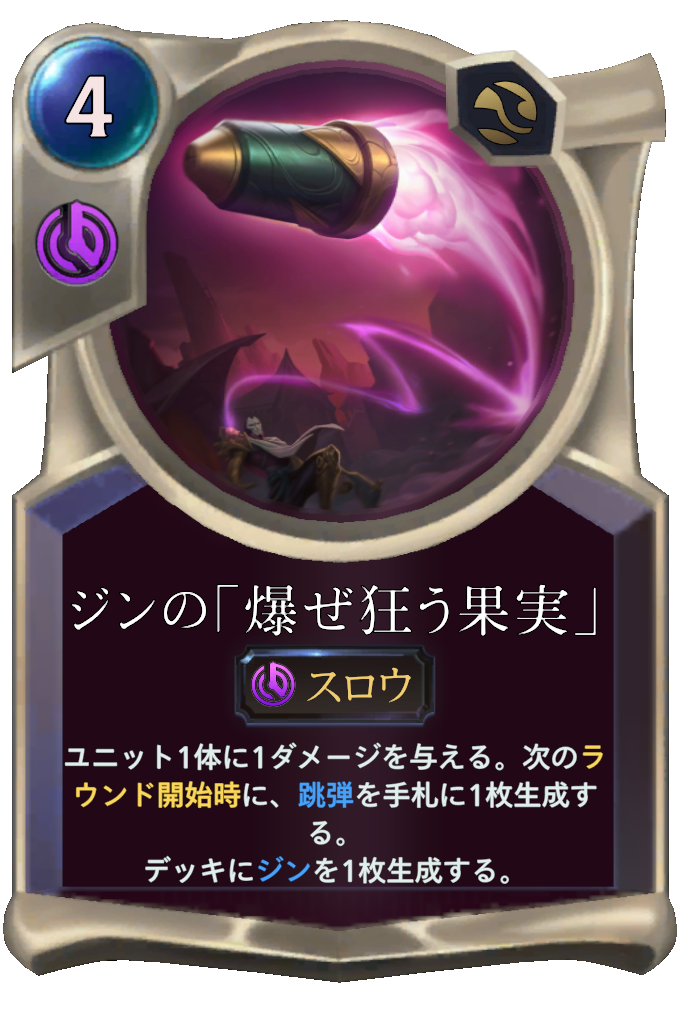 4
ジンの「爆ぜ狂う果実」
スロウ
ユニット1体に1ダメージを与える。次のラ
ウンド開始時に、跳弾を手札に1枚生成す
る。
デッキにジンを1枚生成する。